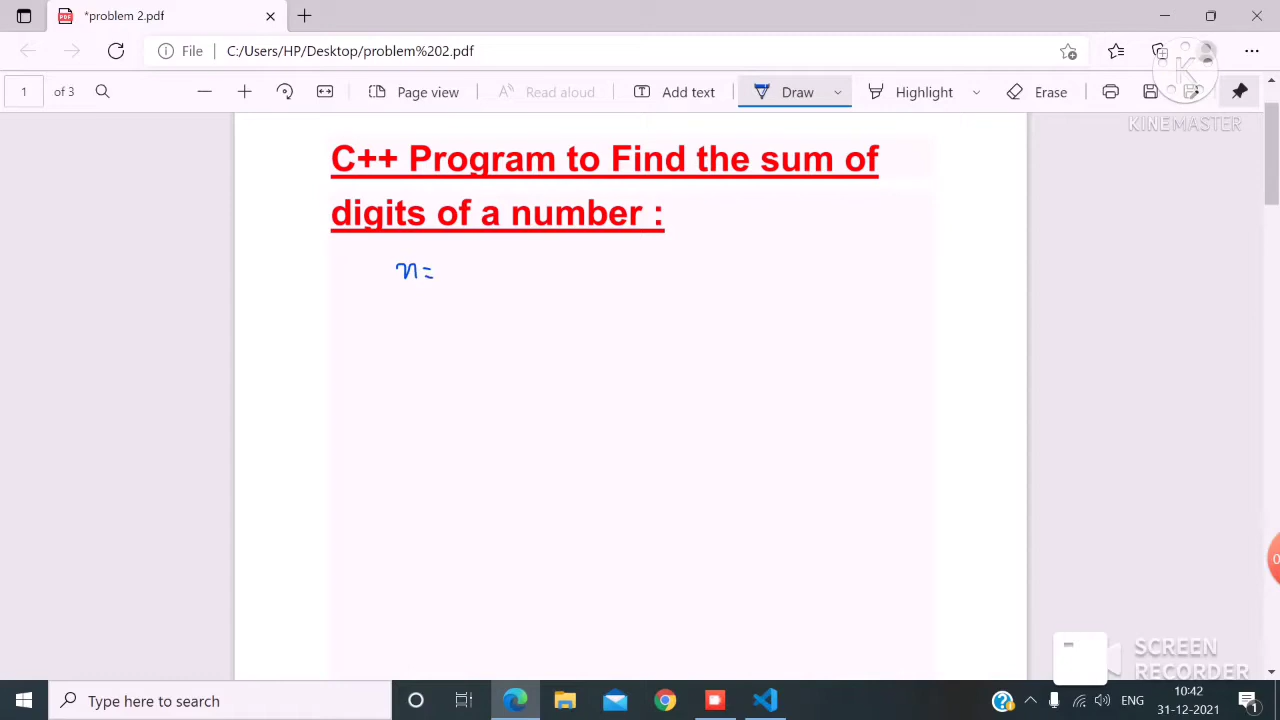 *problem 2.pdf
File C:/Users/HP/Desktop/problem%202.pdf
1 of 3 Page view Read aloud Add text Draw Highlight Erase
KINEMASTER
C++ Program to Find the sum of
digits of a number :
n=
SCREEN
RECORDER
Type here to search
ENG
10:42
31-12-2021